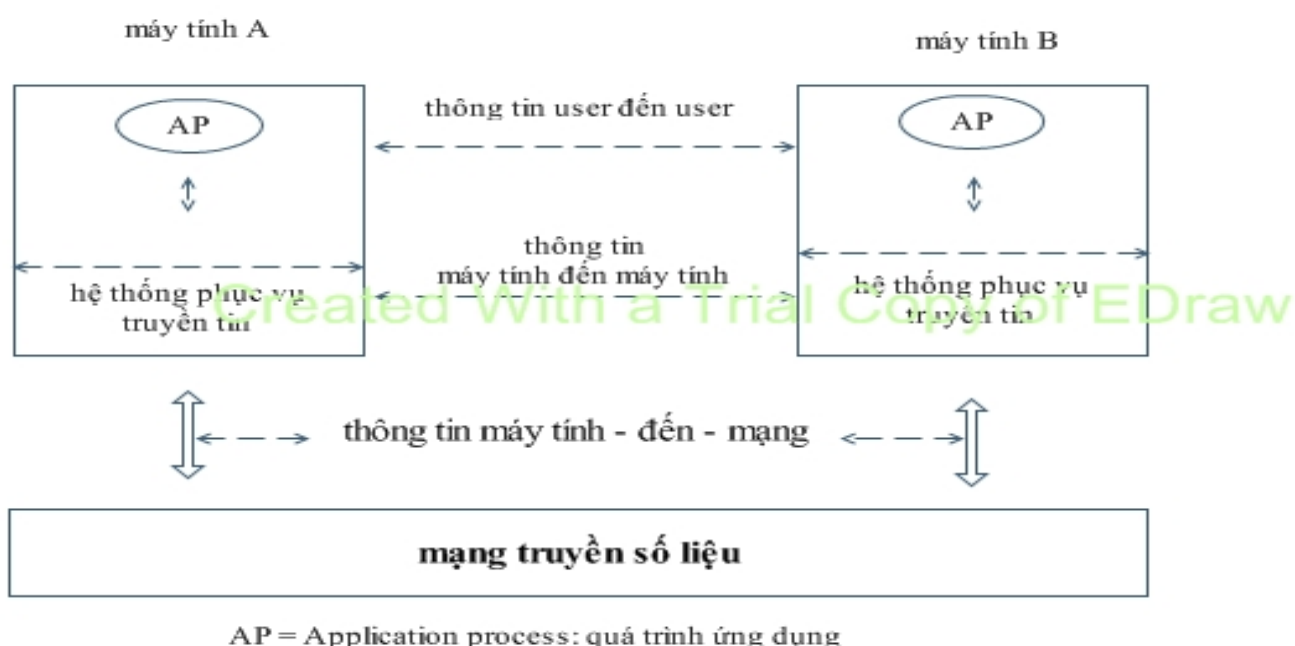 máy tính A
máy tính B
AP
thông tin user đến user
AP
thông tin
máy tính đến máy tính
hệ thống phục vụ
truyền tin
hệ thống phục vụ
truyền tin
Created With a Trial Copy of EDraw
thông tin máy tính - đến - mạng
mạng truyền số liệu
AP = Application process: quá trình ứng dụng